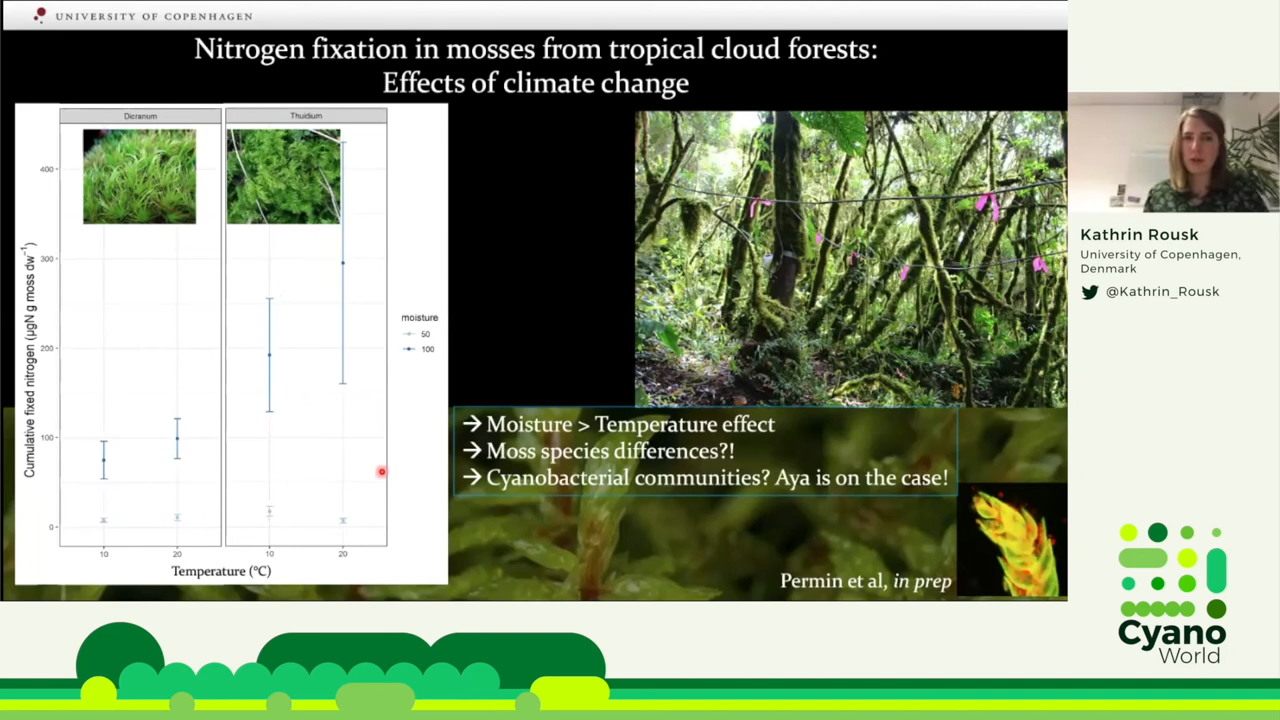 UNIVERSITY OF COPENHAGEN
Nitrogen fixation in mosses from tropical cloud forests:
Effects of climate change
Dicranum
Thuidium
400
300
200
100
0
Cumulative fixed nitrogen (µgN g moss dw⁻¹)
10
20
10
20
Temperature (°C)
moisture
50
100
→ Moisture > Temperature effect
→ Moss species differences?!
→ Cyanobacterial communities? Aya is on the case!
Permin et al, in prep
Kathrin Rousk
University of Copenhagen,
Denmark
@Kathrin_Rousk
Cyano
World